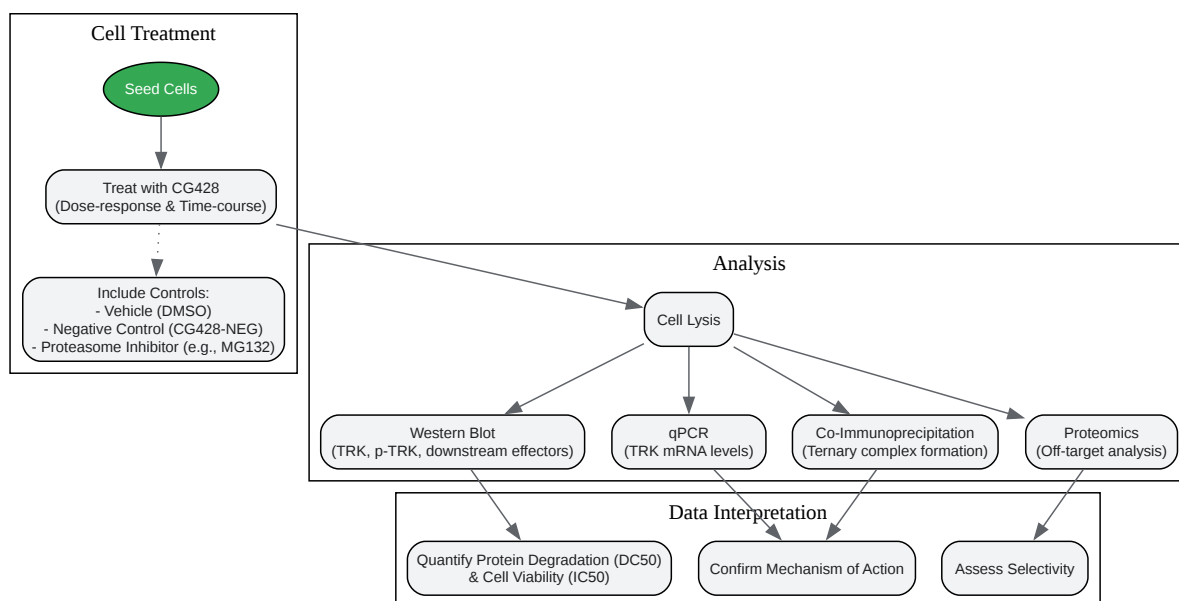 Cell Treatment
Seed Cells
Treat with CG428
(Dose-response & Time-course)
Include Controls:
- Vehicle (DMSO)
- Negative Control (CG428-NEG)
- Proteasome Inhibitor (e.g., MG132)
Analysis
Cell Lysis
Western Blot
(TRK, p-TRK, downstream effectors)
qPCR
(TRK mRNA levels)
Co-Immunoprecipitation
(Ternary complex formation)
Proteomics
(Off-target analysis)
Data Interpretation
Quantify Protein Degradation (DC50)
& Cell Viability (IC50)
Confirm Mechanism of Action
Assess Selectivity